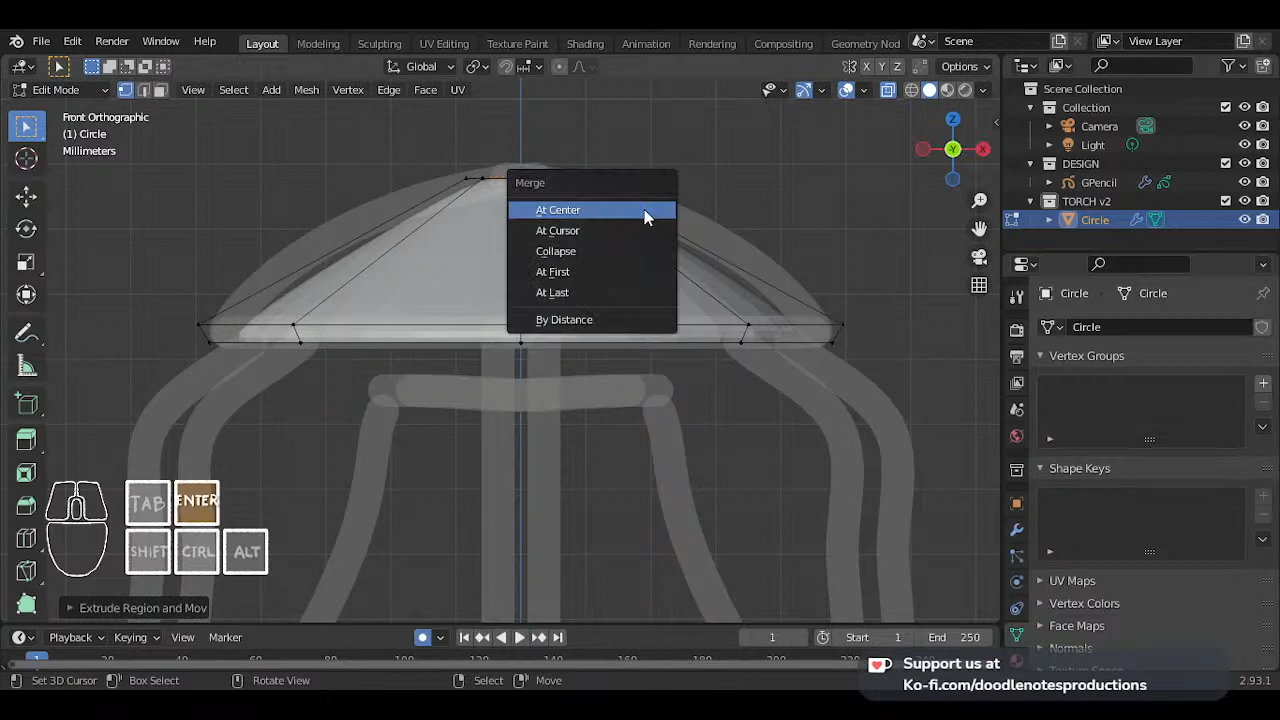 File Edit Render Window Help
Layout Modeling Sculpting UV Editing Texture Paint Shading Animation Rendering Compositing Geometry Nod
Scene
View Layer
Global
X Y Z
Options
Edit Mode
View Select Add Mesh Vertex Edge Face UV
Front Orthographic
(1) Circle
Millimeters
Z
Y
X
Merge
At Center
At Cursor
Collapse
At First
At Last
By Distance
Scene Collection
Collection
Camera
Light
DESIGN
GPencil
TORCH v2
Circle
Circle
Circle
Circle
Vertex Groups
Shape Keys
UV Maps
Vertex Colors
Face Maps
Normals
TAB
ENTER
SHIFT
CTRL
ALT
Extrude Region and Mov
Playback Keying View Marker
1
Start 1
End 250
1
Support us at
Ko-fi.com/doodlenotesproductions
Set 3D Cursor Box Select Rotate View Select Move
2.93.1